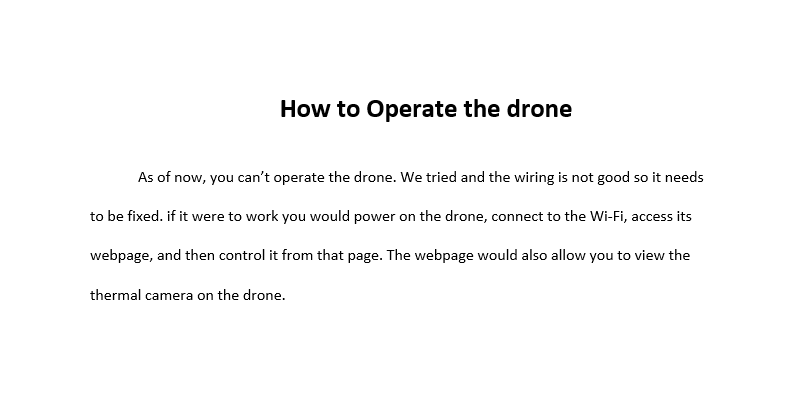 How to Operate the drone
As of now, you can’t operate the drone. We tried and the wiring is not good so it needs
to be fixed. if it were to work you would power on the drone, connect to the Wi-Fi, access its
webpage, and then control it from that page. The webpage would also allow you to view the
thermal camera on the drone.